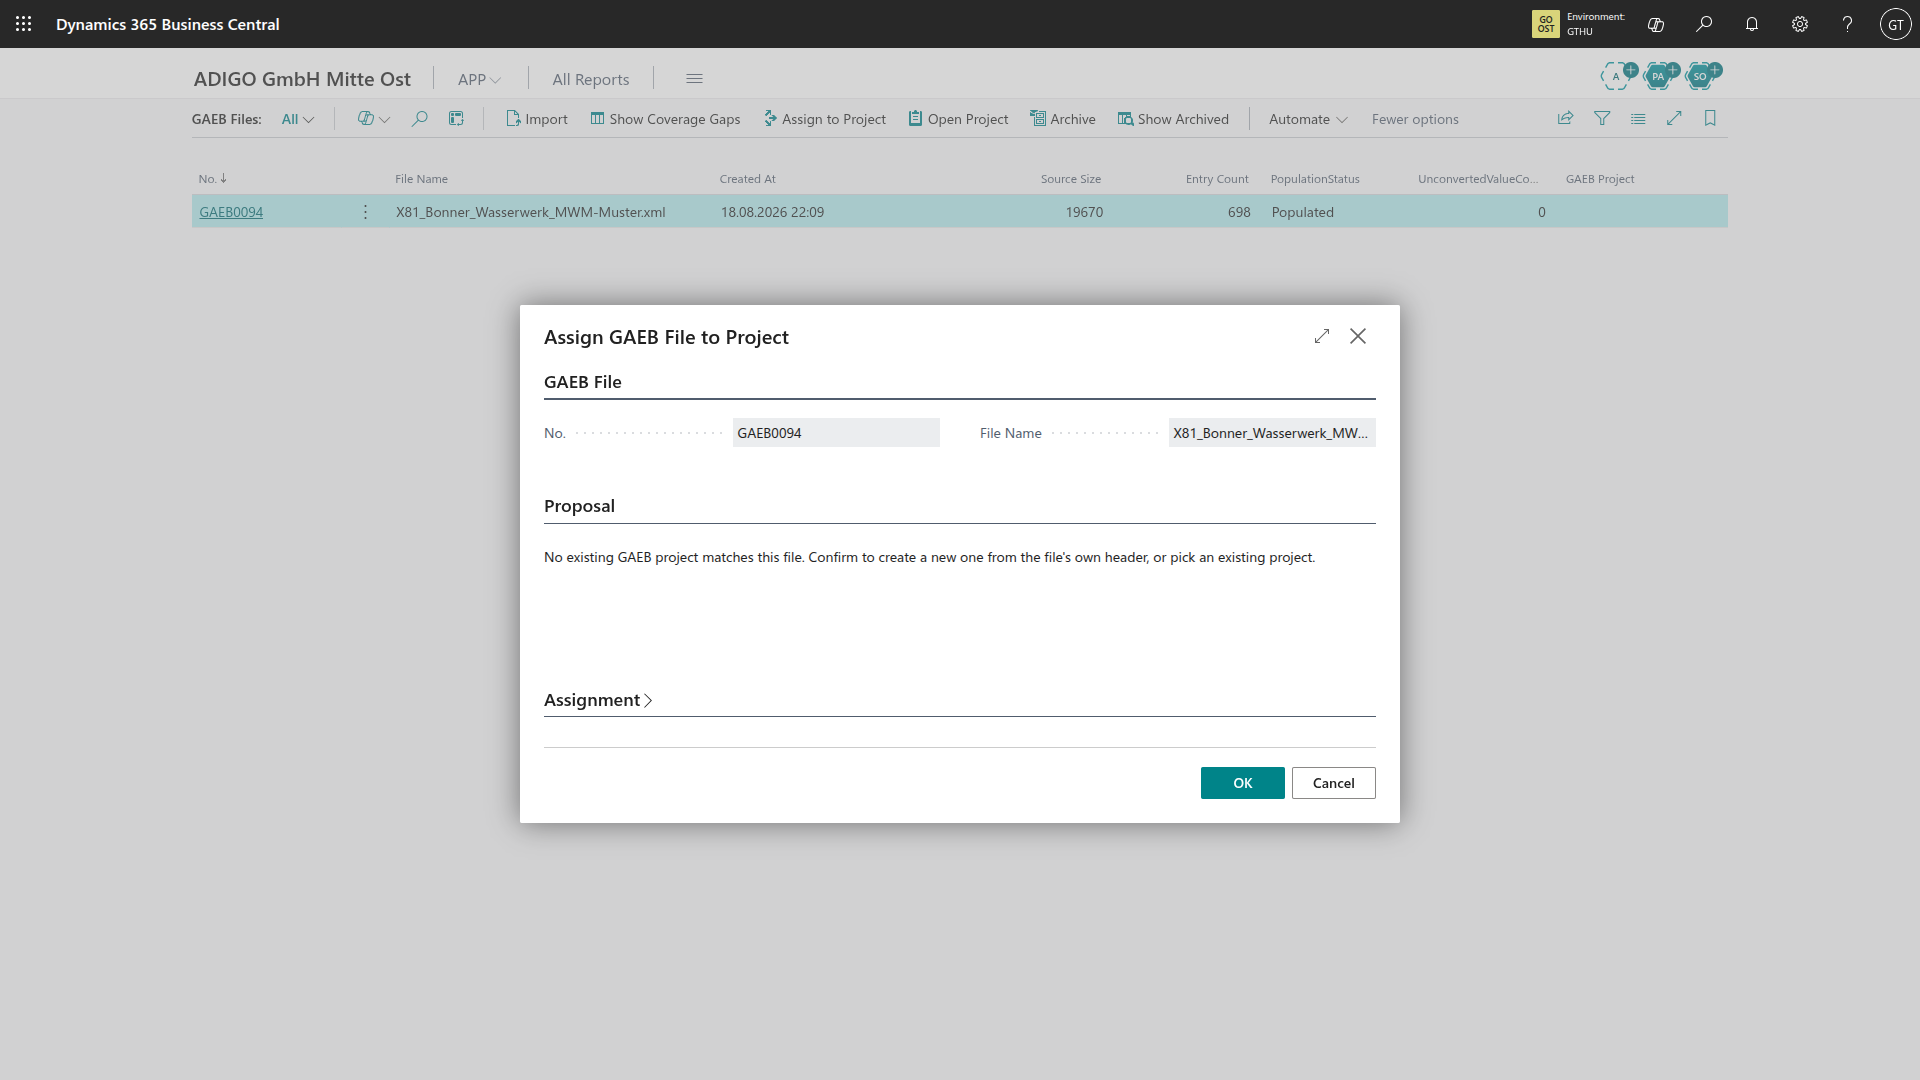 Dynamics 365 Business Central
GO
OST
Environment:
GTHU
GT
ADIGO GmbH Mitte Ost
APP
All Reports
A
PA
SO
GAEB Files:
All
Import
Show Coverage Gaps
Assign to Project
Open Project
Archive
Show Archived
Automate
Fewer options
No. ↓
File Name
Created At
Source Size
Entry Count
PopulationStatus
UnconvertedValueCo...
GAEB Project
GAEB0094
X81_Bonner_Wasserwerk_MWM-Muster.xml
18.08.2026 22:09
19670
698
Populated
0
Assign GAEB File to Project
GAEB File
No.
GAEB0094
File Name
X81_Bonner_Wasserwerk_MW...
Proposal
No existing GAEB project matches this file. Confirm to create a new one from the file's own header, or pick an existing project.
Assignment
OK
Cancel